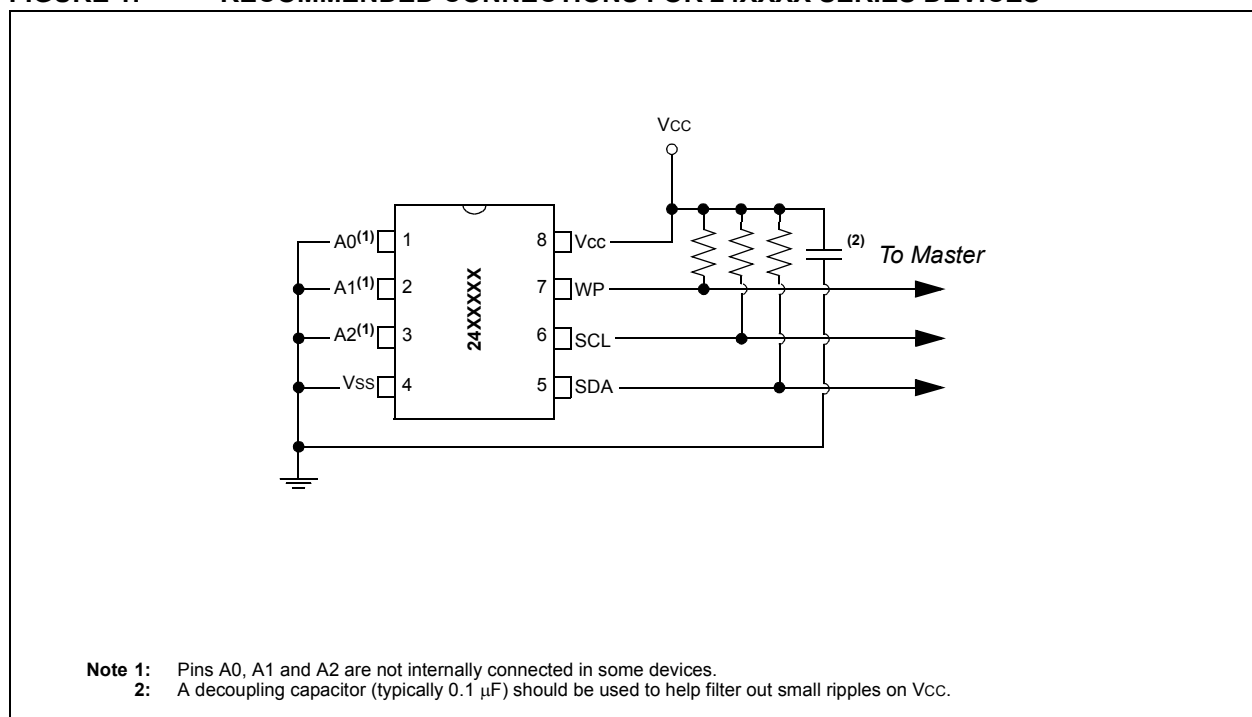 VCC
A0(1) 1 8 Vcc
(2) To Master
A1(1) 2 7 WP
24XXXXX
A2(1) 3 6 SCL
VSS 4 5 SDA
Note 1: Pins A0, A1 and A2 are not internally connected in some devices.
2: A decoupling capacitor (typically 0.1 μF) should be used to help filter out small ripples on VCC.